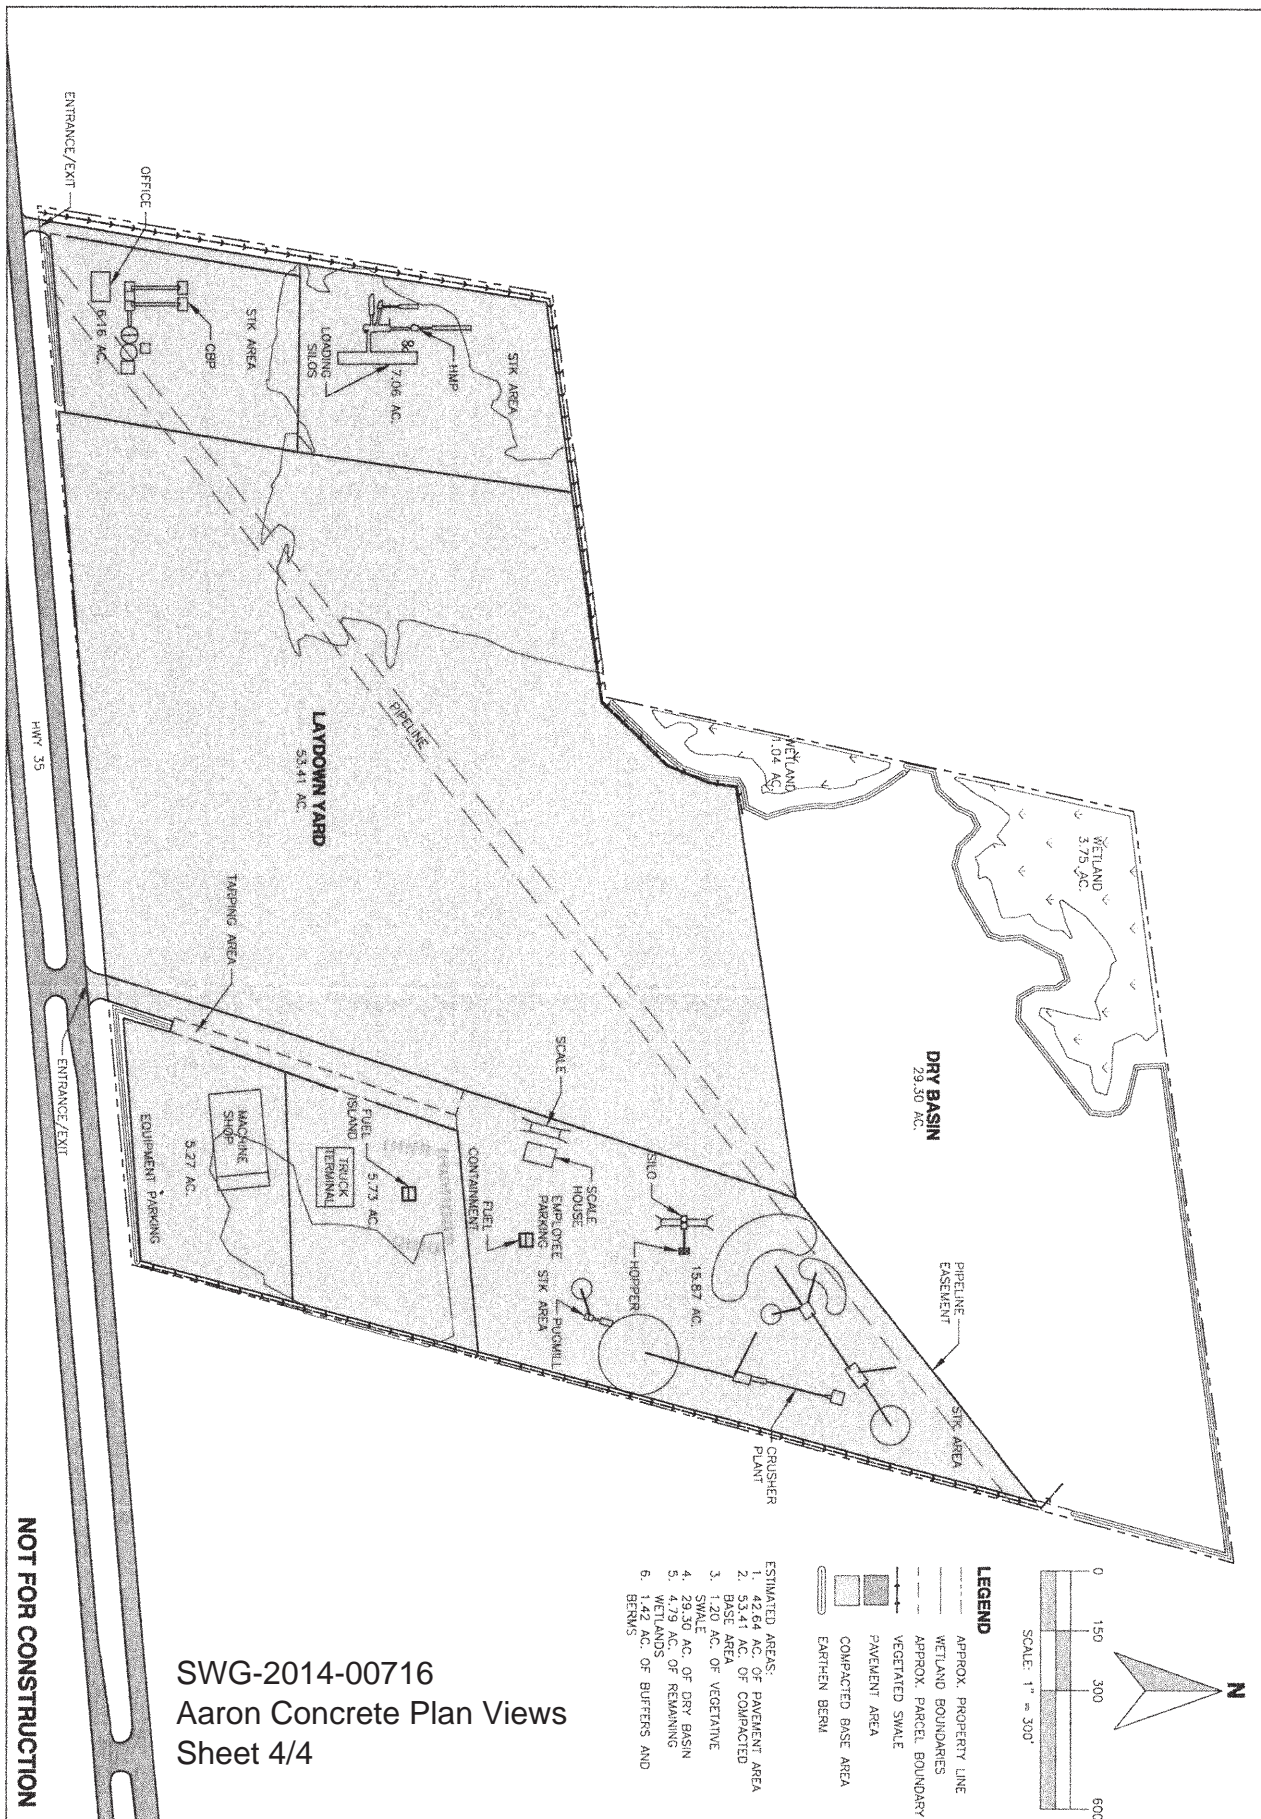 ENTRANCE/EXIT
OFFICE
6.16 AC.
CBP
STK AREA
LOADING
SILOS
&
7.06 AC.
HMP
STK AREA
HWY 35
LAYDOWN YARD
53.41 AC.
PIPELINE
WETLAND
1.04 AC.
WETLAND
3.75 AC.
DRY BASIN
29.30 AC.
TARPING AREA
ENTRANCE/EXIT
SCALE
SCALE
HOUSE
SILO
HOPPER
15.87 AC.
FUEL
ISLAND
5.73 AC.
TRUCK
TERMINAL
FUEL
CONTAINMENT
EMPLOYEE
PARKING
STK AREA
PUGMILL
MACHINE
SHOP
5.27 AC.
EQUIPMENT PARKING
PIPELINE
EASEMENT
STK AREA
CRUSHER
PLANT
N
0 150 300 600
SCALE: 1" = 300'
LEGEND
APPROX. PROPERTY LINE
WETLAND BOUNDARIES
APPROX. PARCEL BOUNDARY
VEGETATED SWALE
PAVEMENT AREA
COMPACTED BASE AREA
EARTHEN BERM
ESTIMATED AREAS:
1. 42.64 AC. OF PAVEMENT AREA
2. 53.41 AC. OF COMPACTED
BASE AREA
3. 1.20 AC. OF VEGETATIVE
SWALE
4. 29.30 AC. OF DRY BASIN
5. 4.79 AC. OF REMAINING
WETLANDS
6. 1.42 AC. OF BUFFERS AND
BERMS
SWG-2014-00716
Aaron Concrete Plan Views
Sheet 4/4
NOT FOR CONSTRUCTION